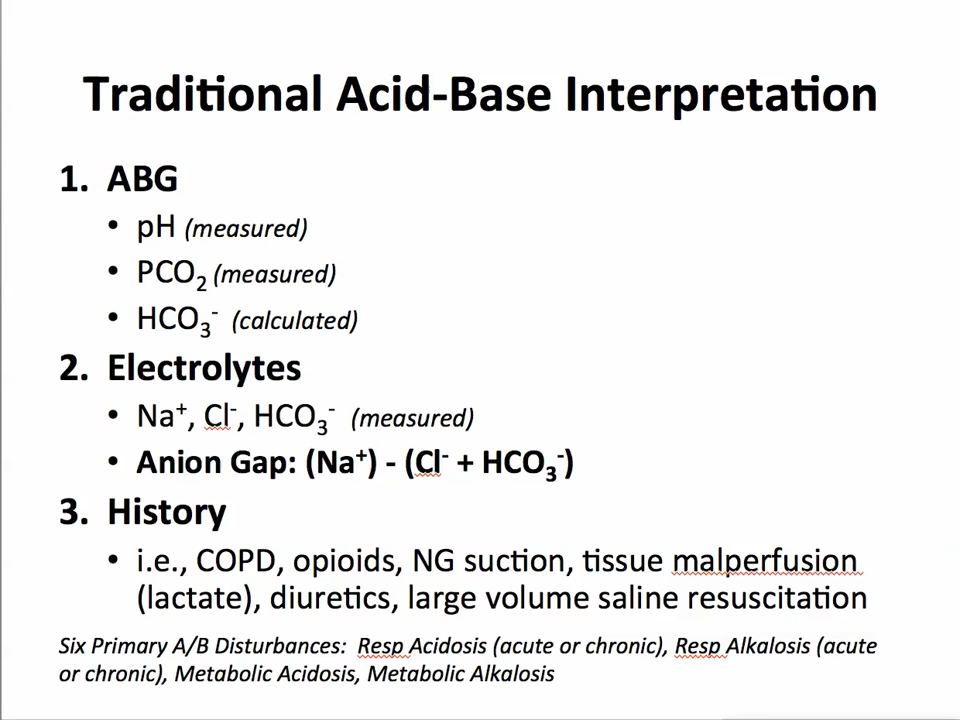 Traditional Acid-Base Interpretation
1. ABG
• pH (measured)
• PCO₂ (measured)
• HCO₃⁻ (calculated)
2. Electrolytes
• Na⁺, Cl⁻, HCO₃⁻ (measured)
• Anion Gap: (Na⁺) - (Cl⁻ + HCO₃⁻)
3. History
• i.e., COPD, opioids, NG suction, tissue malperfusion
(lactate), diuretics, large volume saline resuscitation
Six Primary A/B Disturbances: Resp Acidosis (acute or chronic), Resp Alkalosis (acute
or chronic), Metabolic Acidosis, Metabolic Alkalosis